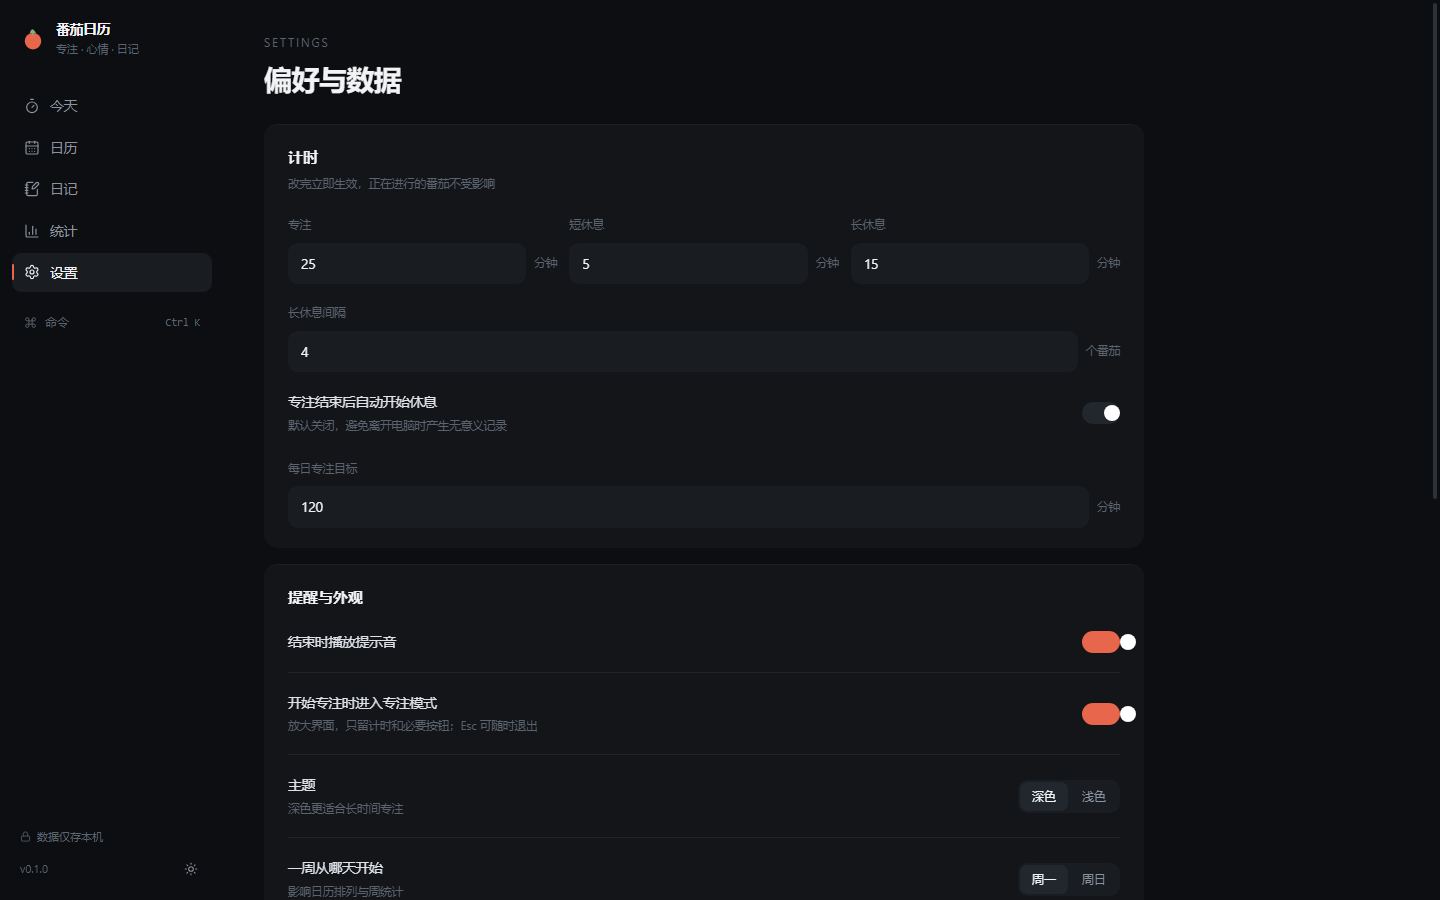 番茄日历
专注 · 心情 · 日记
今天
日历
日记
统计
设置
命令 Ctrl K
数据仅存本机
v0.1.0
SETTINGS
偏好与数据
计时
改完立即生效，正在进行的番茄不受影响
专注 短休息 长休息
25 分钟 5 分钟 15 分钟
长休息间隔
4 个番茄
专注结束后自动开始休息
默认关闭，避免离开电脑时产生无意义记录
每日专注目标
120 分钟
提醒与外观
结束时播放提示音
开始专注时进入专注模式
放大界面，只留计时和必要按钮；Esc 可随时退出
主题
深色更适合长时间专注
深色 浅色
一周从哪天开始
影响日历排列与周统计
周一 周日